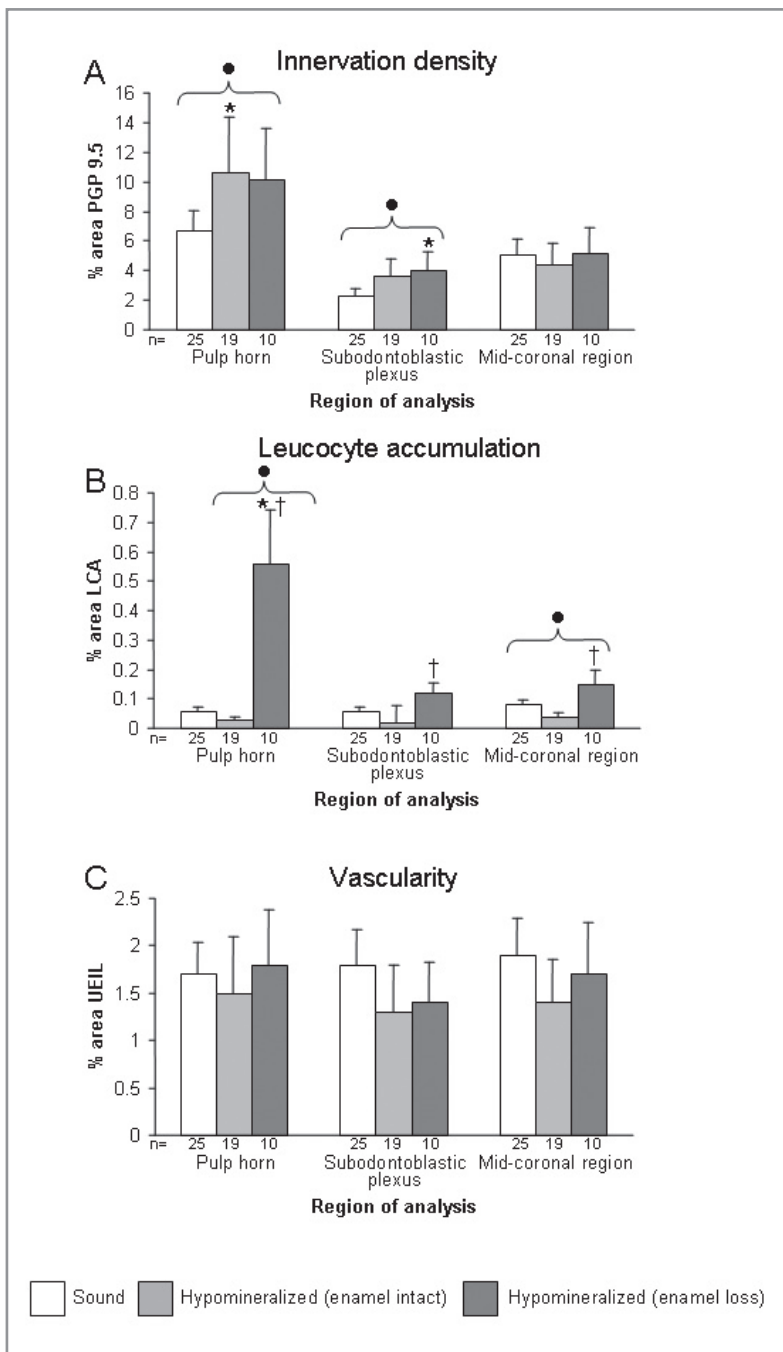 A
Innervation density
●
●
*
*
16
14
12
10
8
6
4
2
0
% area PGP 9.5
n= 25 19 10 25 19 10 25 19 10
Pulp horn Subodontoblastic Mid-coronal region
plexus
Region of analysis
B
Leucocyte accumulation
●
* †
●
†
†
0.8
0.7
0.6
0.5
0.4
0.3
0.2
0.1
0
% area LCA
n= 25 19 10 25 19 10 25 19 10
Pulp horn Subodontoblastic Mid-coronal region
plexus
Region of analysis
C
Vascularity
2.5
2
1.5
1
0.5
0
% area UEIL
n= 25 19 10 25 19 10 25 19 10
Pulp horn Subodontoblastic Mid-coronal region
plexus
Region of analysis
Sound Hypomineralized (enamel intact) Hypomineralized (enamel loss)